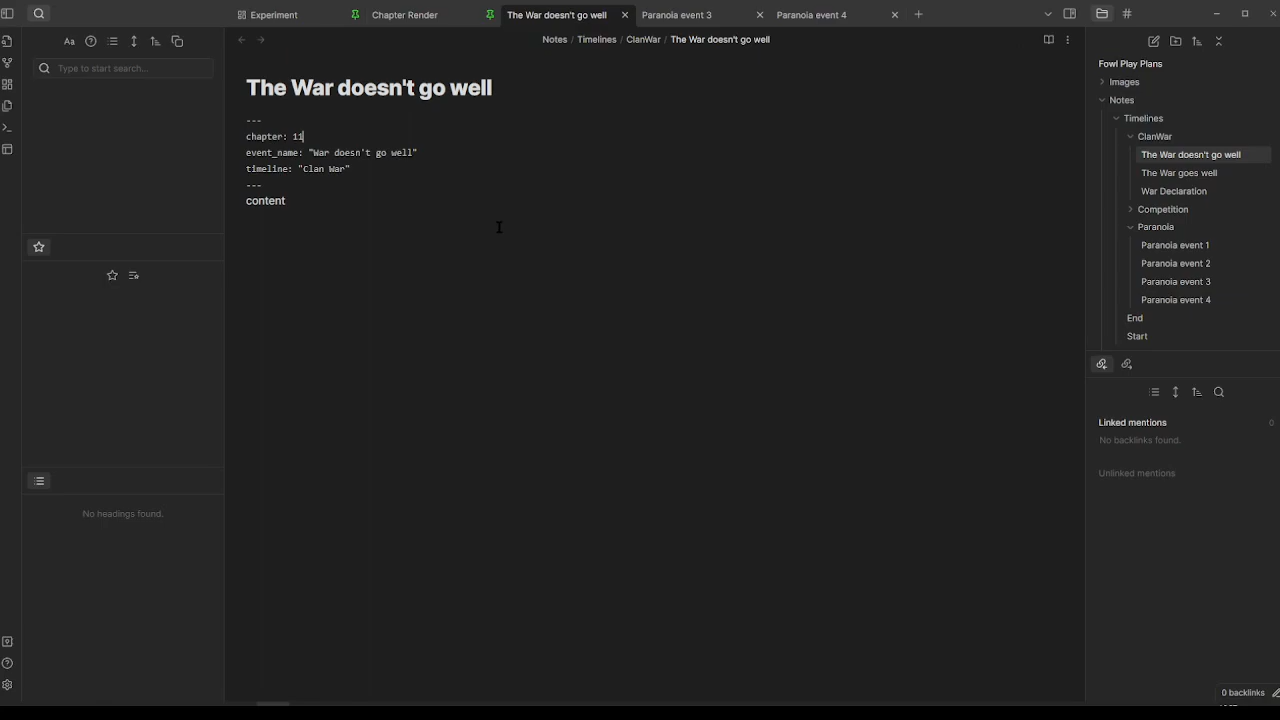 Experiment
Chapter Render
The War doesn't go well
Paranoia event 3
Paranoia event 4
Notes / Timelines / ClanWar / The War doesn't go well
Aa
Type to start search...
No headings found.
The War doesn't go well
---
chapter: 11
event_name: "War doesn't go well"
timeline: "Clan War"
---
content
Fowl Play Plans
Images
Notes
Timelines
ClanWar
The War doesn't go well
The War goes well
War Declaration
Competition
Paranoia
Paranoia event 1
Paranoia event 2
Paranoia event 3
Paranoia event 4
End
Start
Linked mentions 0
No backlinks found.
Unlinked mentions
0 backlinks